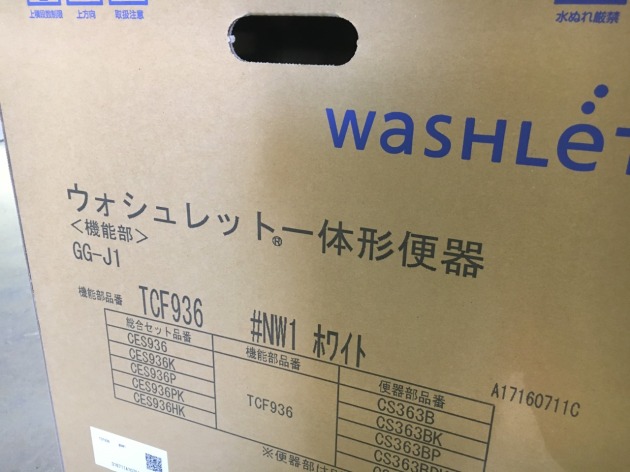 上積段数制限 上方向 取扱注意
水ぬれ厳禁
WASHLET
ウォシュレット®一体形便器
<機能部>
GG-J1
機能部品番 TCF936 #NW1 ホワイト
総合セット品番 機能部品番 便器部品番
CES936
CES936K
CES936P
CES936PK
CES936HK
TCF936
CS363B
CS363BK
CS363BP
A17160711C
※便器部は